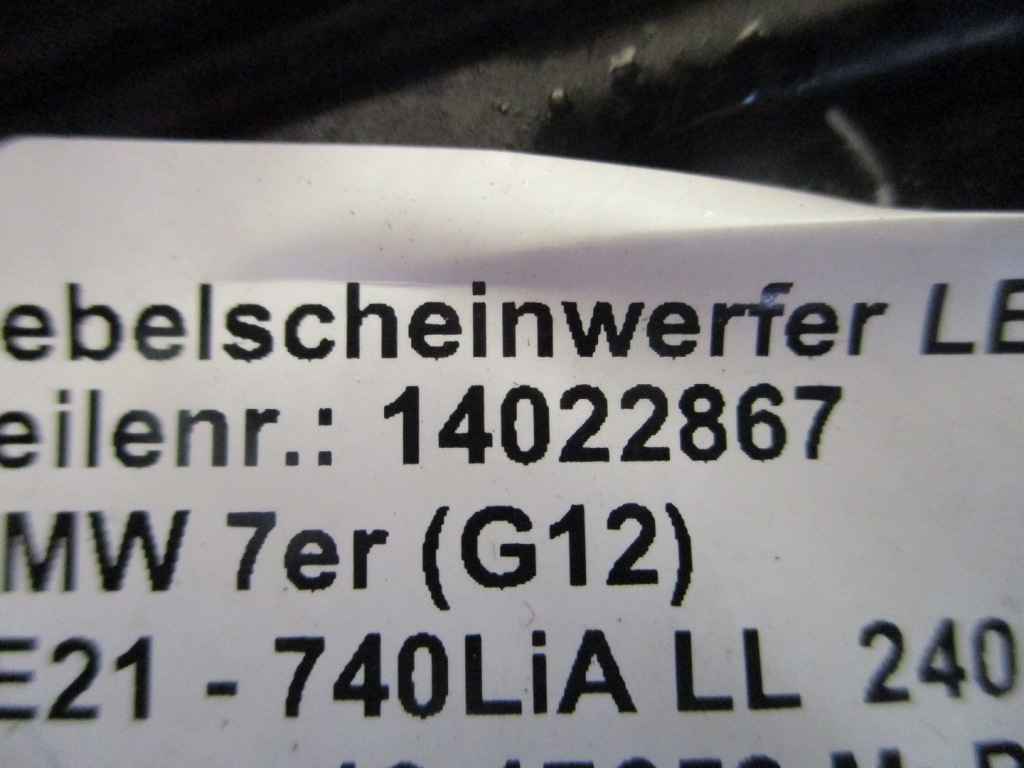 ebelscheinwerfer LE
eilenr.: 14022867
MW 7er (G12)
E21 - 740LiA LL 240